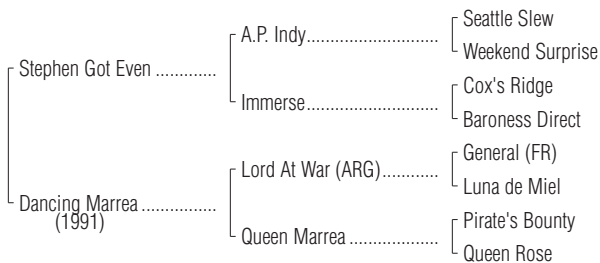 Seattle Slew
A.P. Indy
Weekend Surprise
Stephen Got Even
Cox's Ridge
Immerse
Baroness Direct
General (FR)
Lord At War (ARG)
Luna de Miel
Dancing Marrea
(1991)
Pirate's Bounty
Queen Marrea
Queen Rose